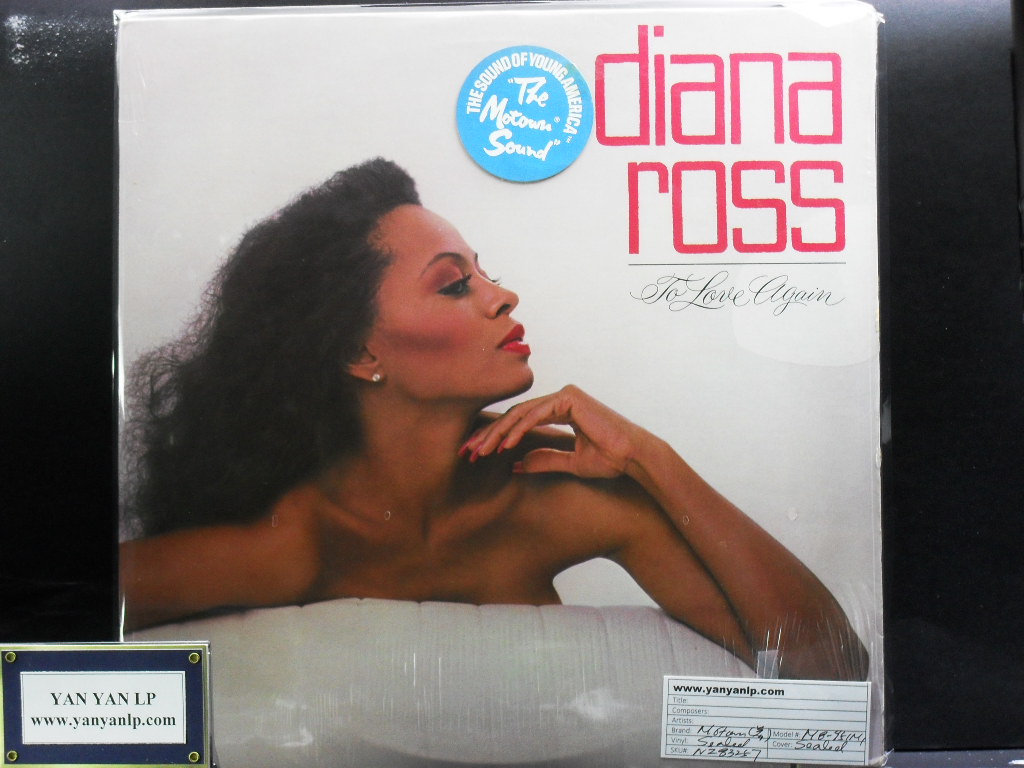 THE SOUND OF YOUNG AMERICA
"The
Motown®
Sound"
diana
ross
To Love Again
YAN YAN LP
www.yanyanlp.com
www.yanyanlp.com
Title:
Composers:
Artists:
Brand: Motown Model #:
Vinyl: Sealed Cover: Sealed
SKU#: NZ83287